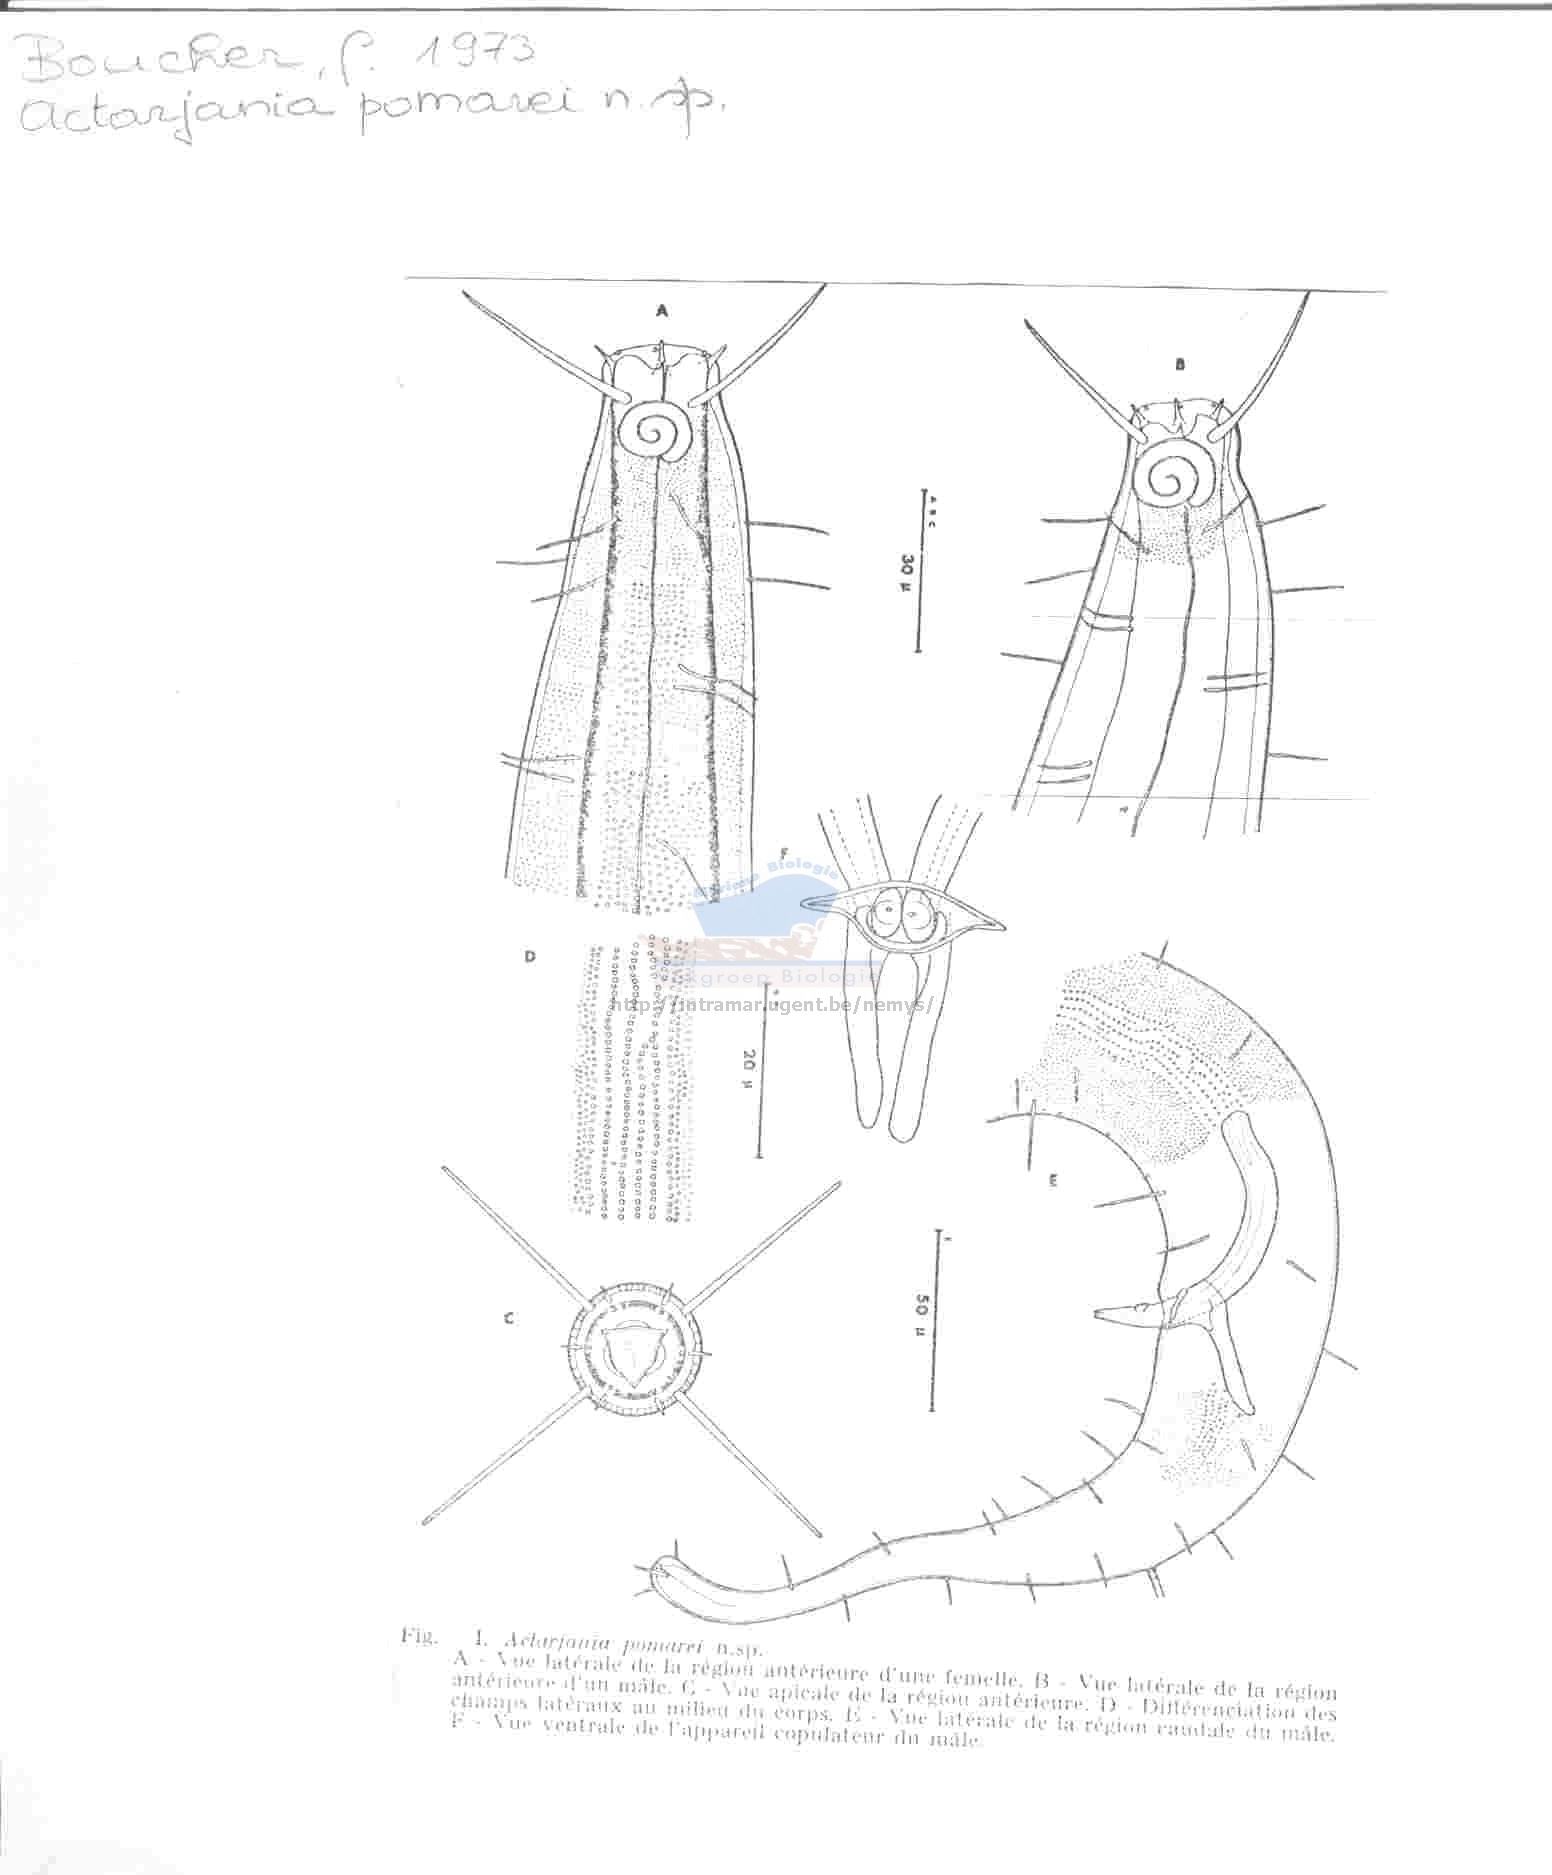 Boucher, G. 1973
Actarjania pomarei n. sp.
A
B
A B C
30 µ
F
Mariene Biologie
D
Vakgroep Biologie
http://intramar.ugent.be/nemys/
20 µ
E
C
50 µ
Fig. 1. Actarjania pomarei n.sp.
A - Vue latérale de la région antérieure d'une femelle. B - Vue latérale de la région
antérieure d'un mâle. C - Vue apicale de la région antérieure. D - Différenciation des
champs latéraux au milieu du corps. E - Vue latérale de la région caudale du mâle.
F - Vue ventrale de l'appareil copulateur du mâle.